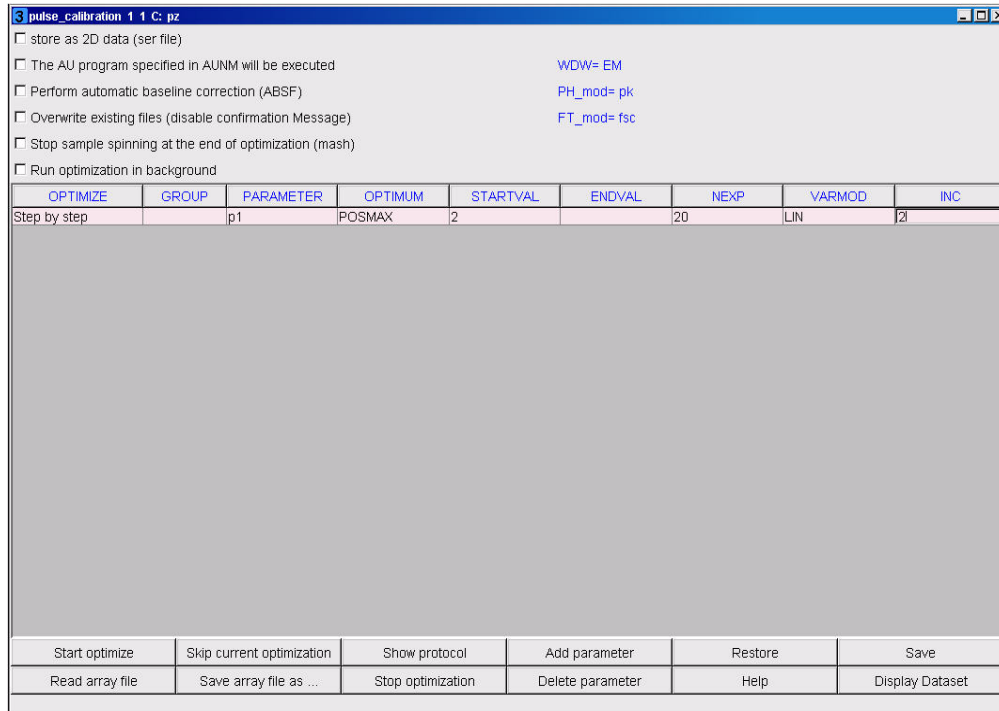 3 pulse_calibration 1 1 C: pz
store as 2D data (ser file)
The AU program specified in AUNM will be executed WDW= EM
Perform automatic baseline correction (ABSF) PH_mod= pk
Overwrite existing files (disable confirmation Message) FT_mod= fsc
Stop sample spinning at the end of optimization (mash)
Run optimization in background
OPTIMIZE GROUP PARAMETER OPTIMUM STARTVAL ENDVAL NEXP VARMOD INC
Step by step p1 POSMAX 2 20 LIN 2
Start optimize Skip current optimization Show protocol Add parameter Restore Save
Read array file Save array file as ... Stop optimization Delete parameter Help Display Dataset